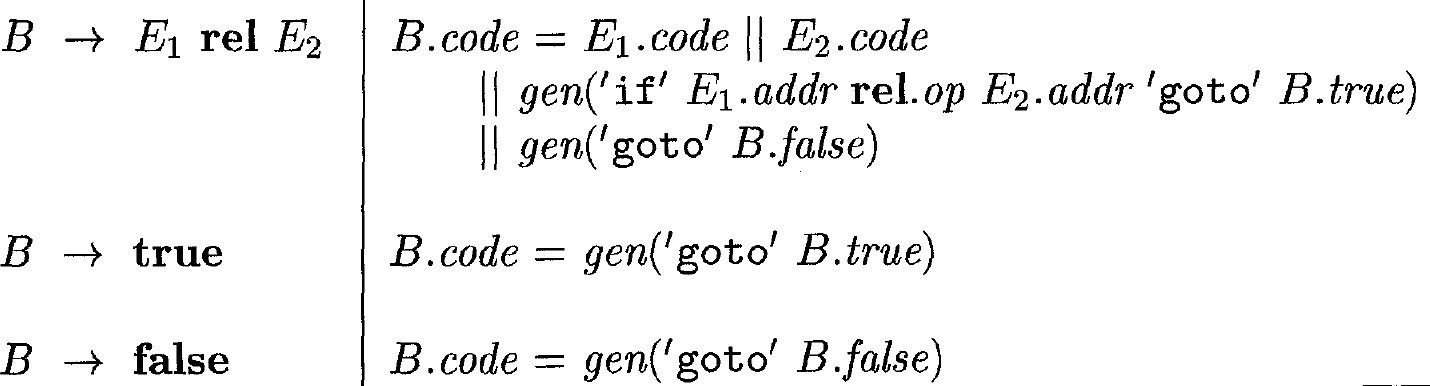 B → E₁ rel E₂ B.code = E₁.code || E₂.code
|| gen('if' E₁.addr rel.op E₂.addr 'goto' B.true)
|| gen('goto' B.false)
B → true B.code = gen('goto' B.true)
B → false B.code = gen('goto' B.false)